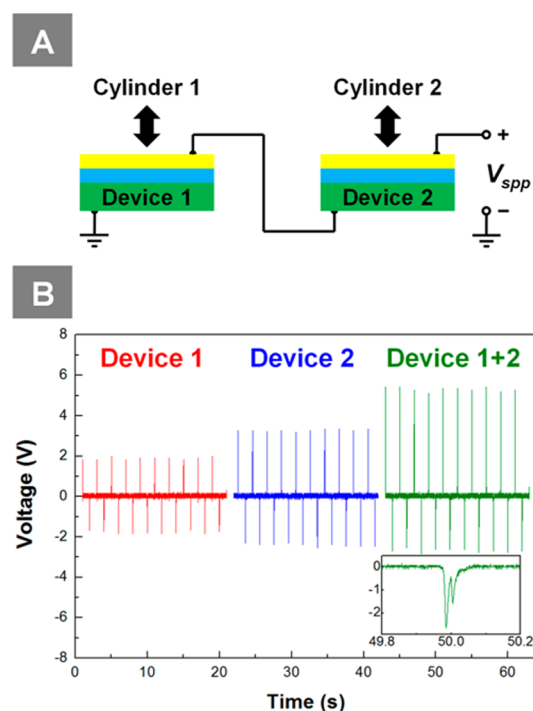 A
Cylinder 1 Cylinder 2
+
Vspp
Device 1 Device 2
−
B
8
Device 1 Device 2 Device 1+2
6
4
2
0
-2
-4
-6
-8
Voltage (V)
0
-1
-2
49.8 50.0 50.2
0 10 20 30 40 50 60
Time (s)